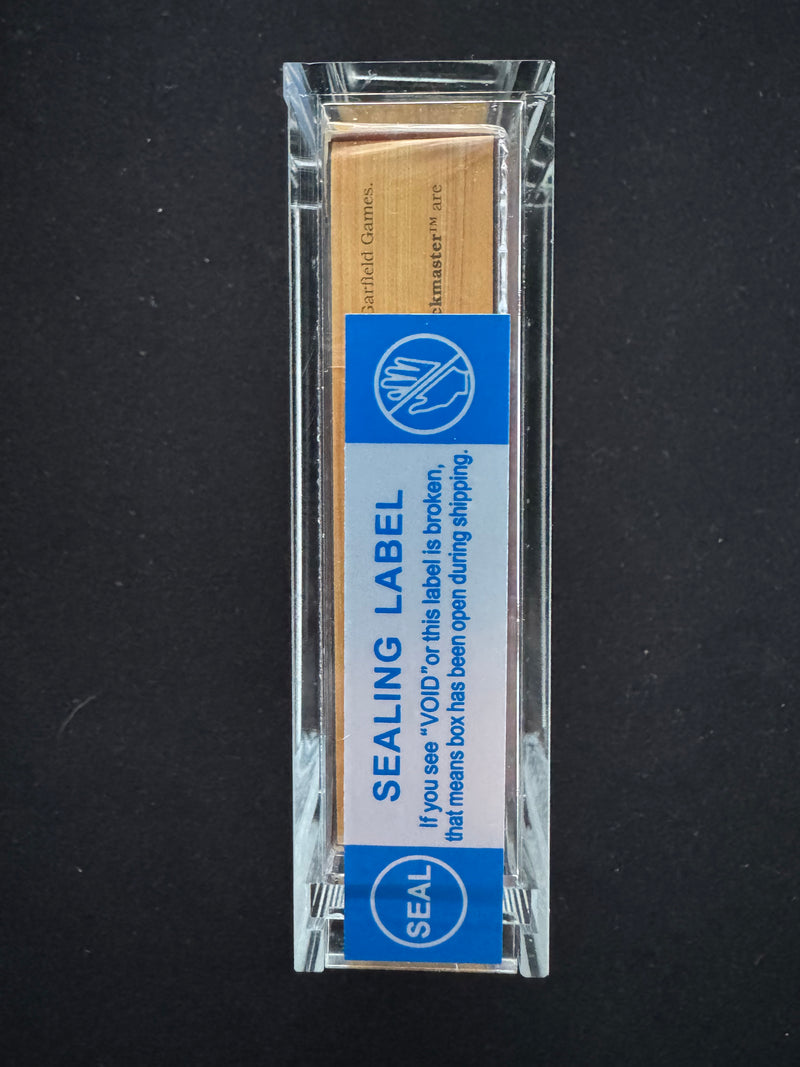 Garfield Games.
ckmaster™ are
SEALING LABEL
If you see “VOID” or this label is broken,
that means box has been open during shipping.
SEAL